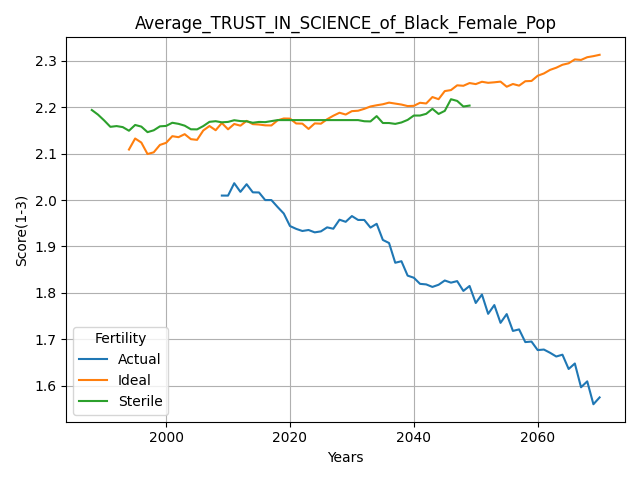 Average_TRUST_IN_SCIENCE_of_Black_Female_Pop
Score(1-3)
2.3
2.2
2.1
2.0
1.9
1.8
1.7
1.6
Fertility
Actual
Ideal
Sterile
2000 2020 2040 2060
Years